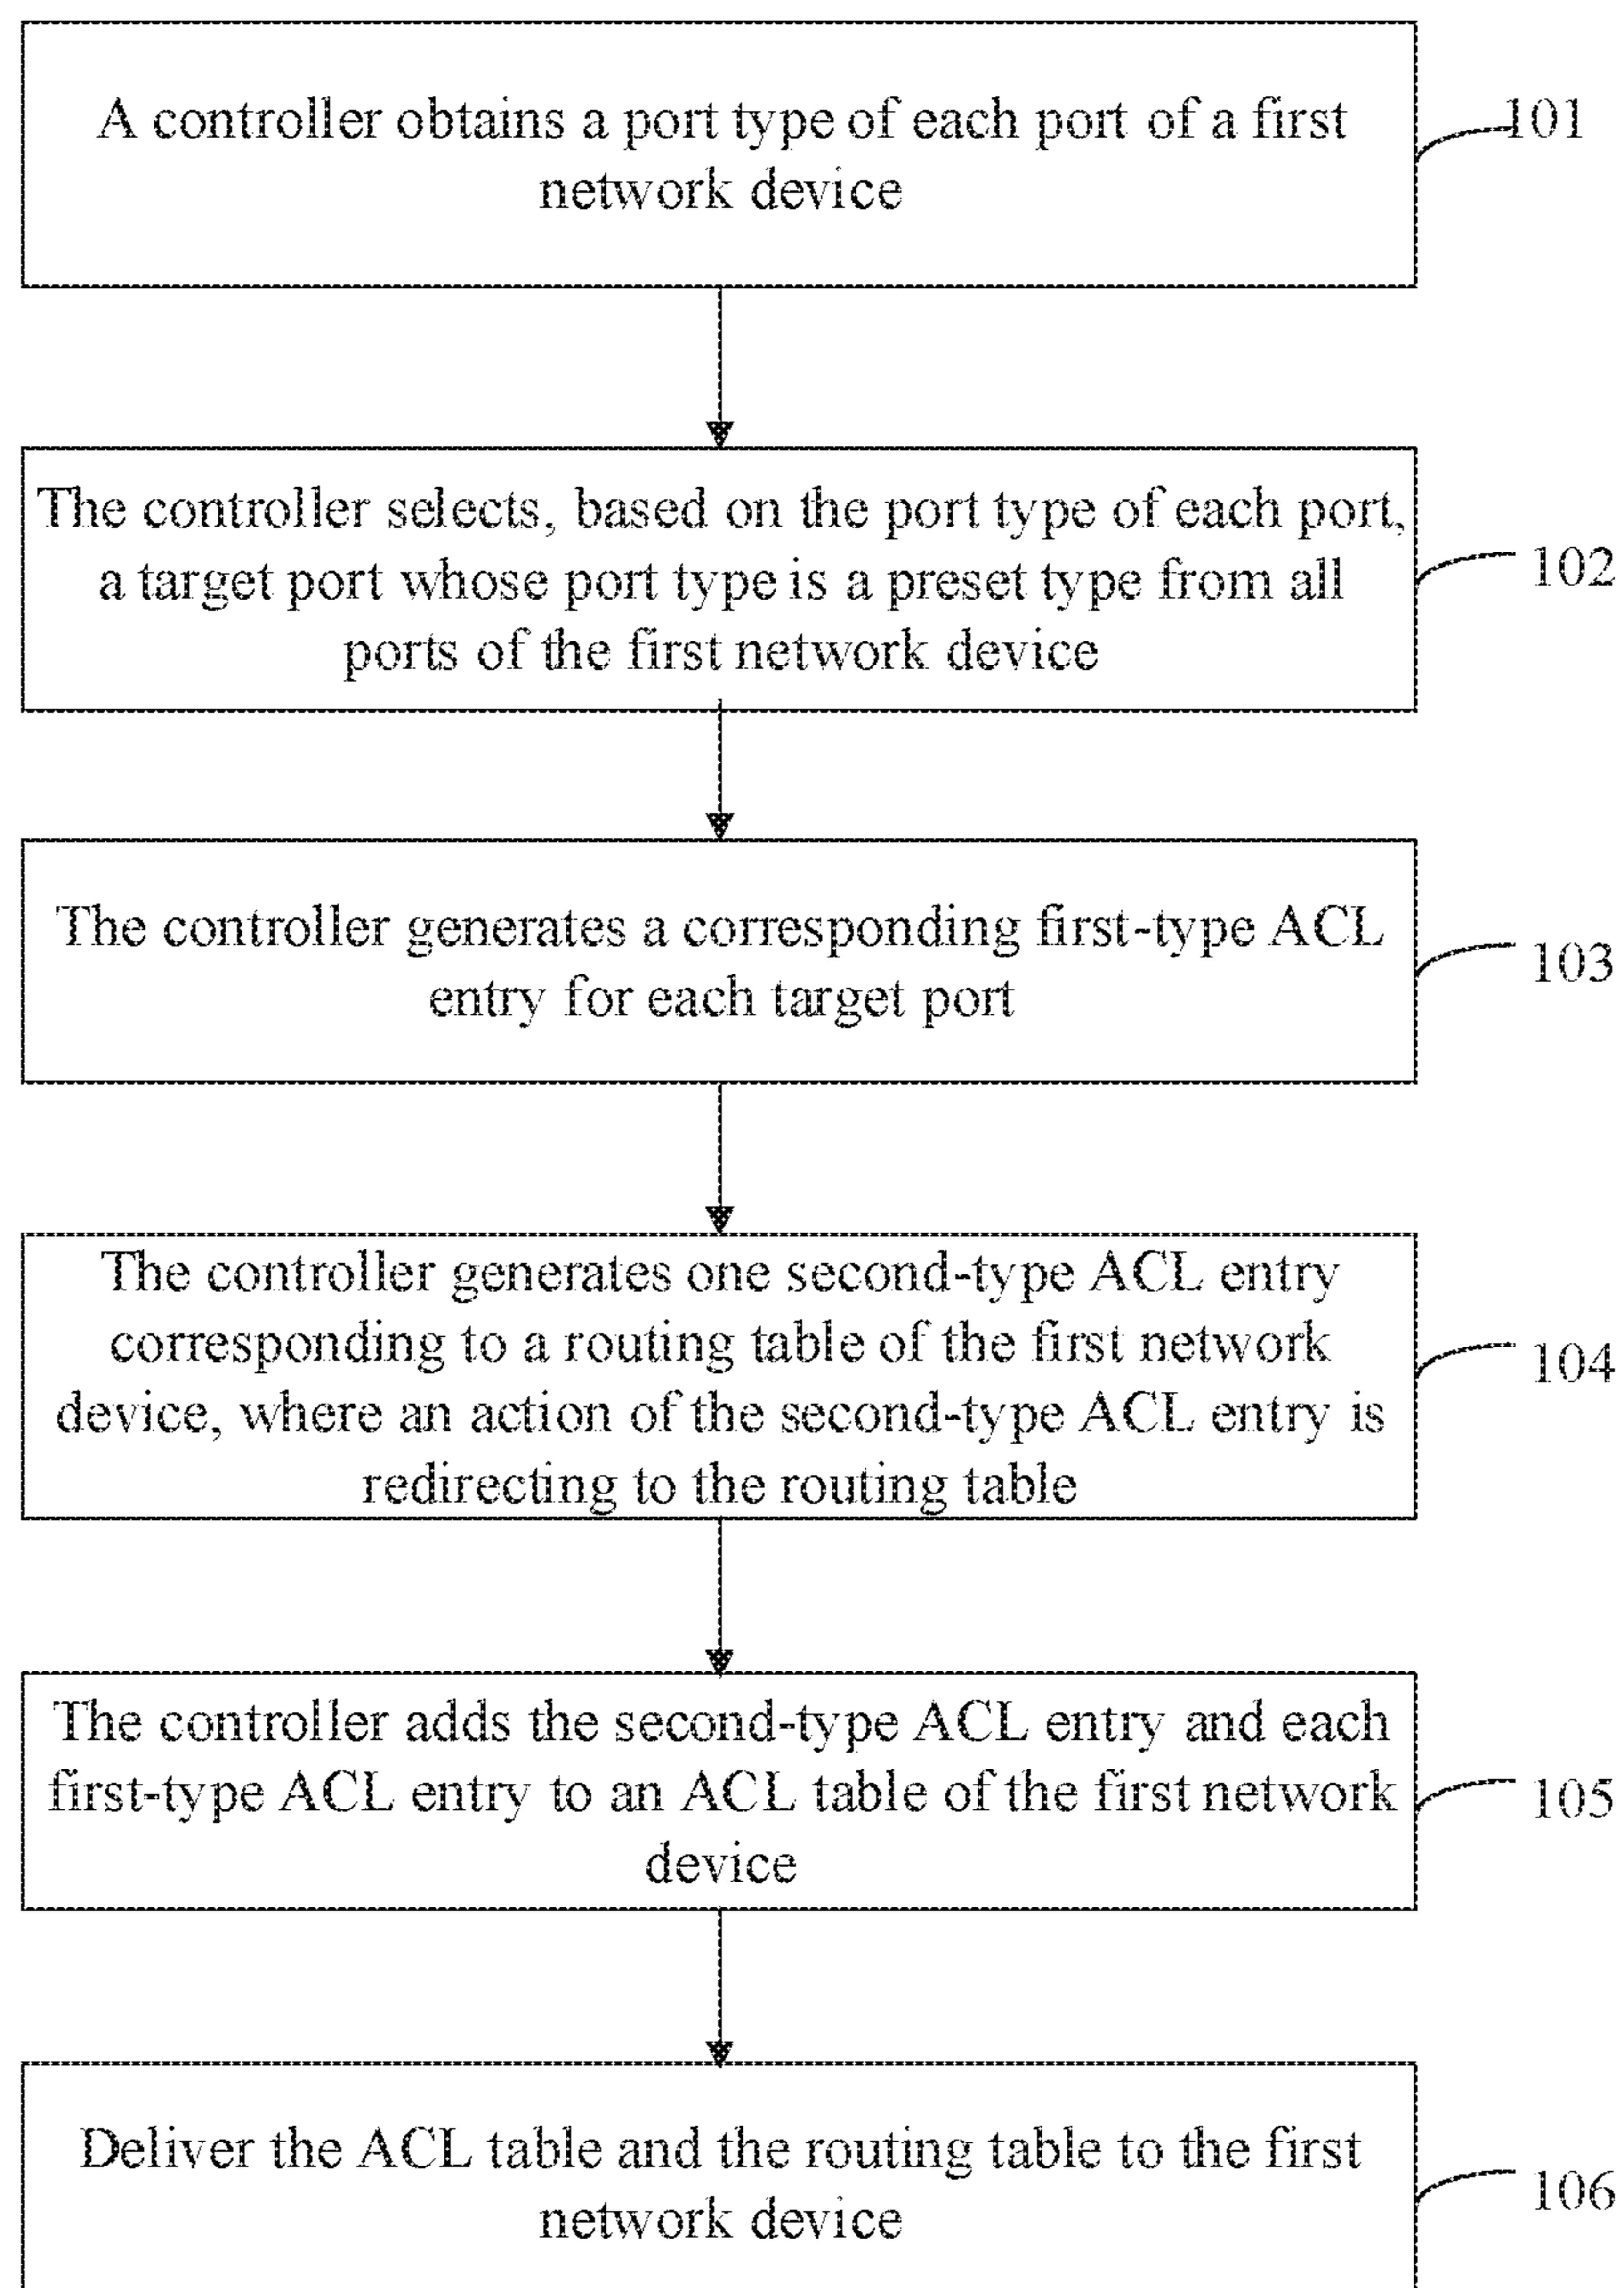 A controller obtains a port type of each port of a first
network device
101
The controller selects, based on the port type of each port,
a target port whose port type is a preset type from all
ports of the first network device
102
The controller generates a corresponding first-type ACL
entry for each target port
103
The controller generates one second-type ACL entry
corresponding to a routing table of the first network
device, where an action of the second-type ACL entry is
redirecting to the routing table
104
The controller adds the second-type ACL entry and each
first-type ACL entry to an ACL table of the first network
device
105
Deliver the ACL table and the routing table to the first
network device
106